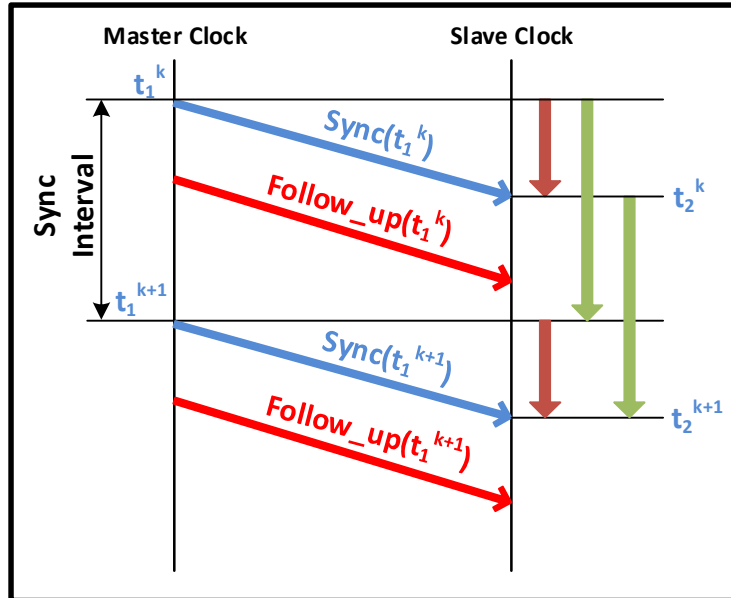 Master Clock
Slave Clock
t₁ᵏ
Sync(t₁ᵏ)
t₂ᵏ
Follow_up(t₁ᵏ)
Sync
Interval
t₁ᵏ⁺¹
Sync(t₁ᵏ⁺¹)
t₂ᵏ⁺¹
Follow_up(t₁ᵏ⁺¹)